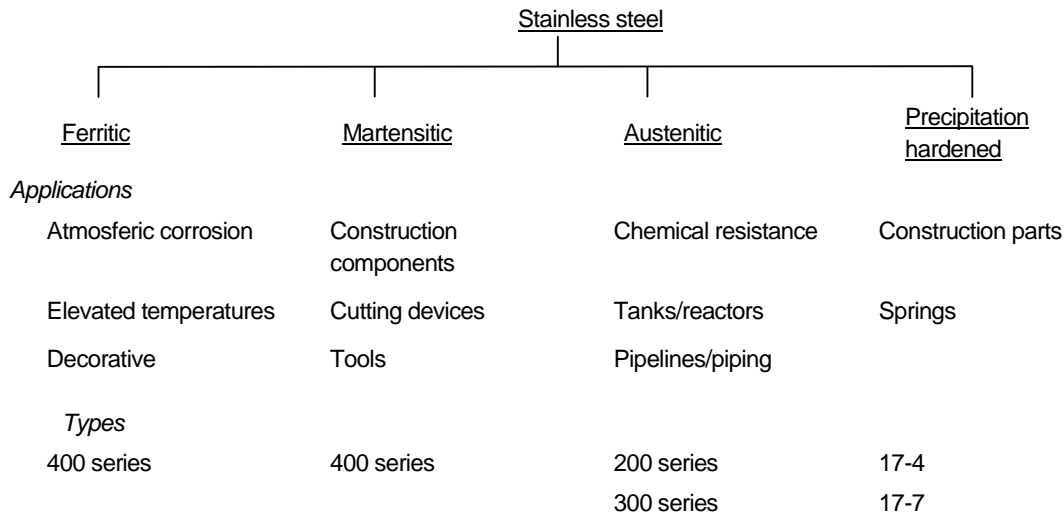 Stainless steel
Ferritic Martensitic Austenitic Precipitation
hardened
Applications
Atmosferic corrosion Construction Chemical resistance Construction parts
components
Elevated temperatures Cutting devices Tanks/reactors Springs
Decorative Tools Pipelines/piping
Types
400 series 400 series 200 series 17-4
300 series 17-7